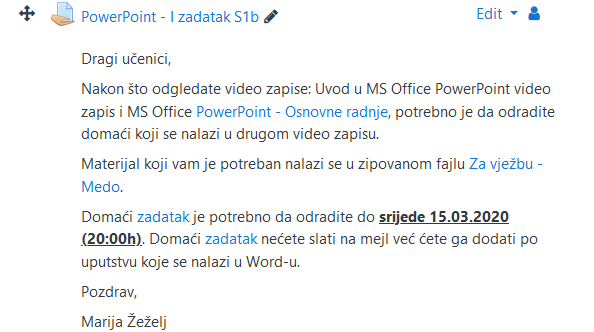 PowerPoint - I zadatak S1b Edit
Dragi učenici,
Nakon što odgledate video zapise: Uvod u MS Office PowerPoint video
zapis i MS Office PowerPoint - Osnovne radnje, potrebno je da odradite
domaći koji se nalazi u drugom video zapisu.
Materijal koji vam je potreban nalazi se u zipovanom fajlu Za vježbu -
Medo.
Domaći zadatak je potrebno da odradite do srijede 15.03.2020
(20:00h). Domaći zadatak nećete slati na mejl već ćete ga dodati po
uputstvu koje se nalazi u Word-u.
Pozdrav,
Marija Žeželj